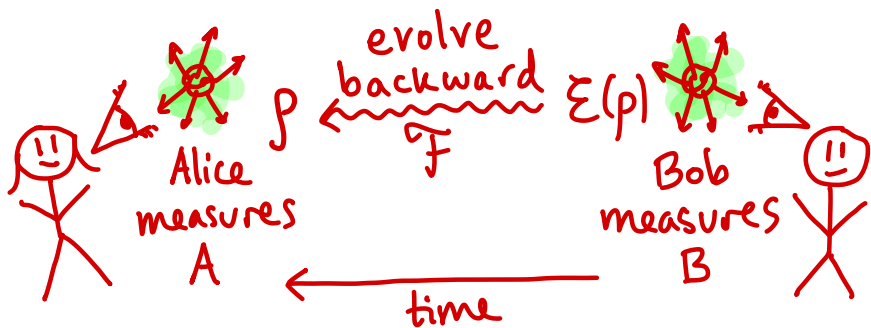 evolve
backward
ρ
ℰ(ρ)
ℱ
Alice
measures
A
Bob
measures
B
time